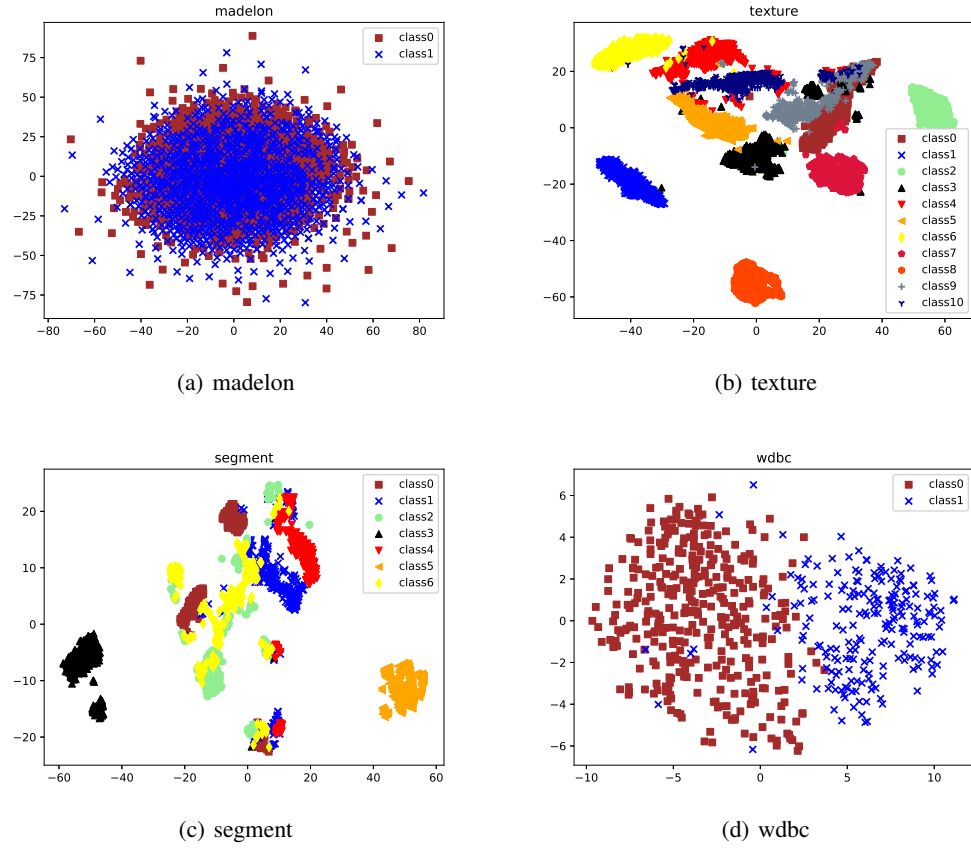 madelon
class0
class1
75
50
25
0
−25
−50
−75
−80 −60 −40 −20 0 20 40 60 80
(a) madelon
texture
20
0
−20
−40
−60
class0
class1
class2
class3
class4
class5
class6
class7
class8
class9
class10
−40 −20 0 20 40 60
(b) texture
segment
class0
class1
class2
class3
class4
class5
class6
20
10
0
−10
−20
−60 −40 −20 0 20 40 60
(c) segment
wdbc
class0
class1
6
4
2
0
−2
−4
−6
−10 −5 0 5 10
(d) wdbc